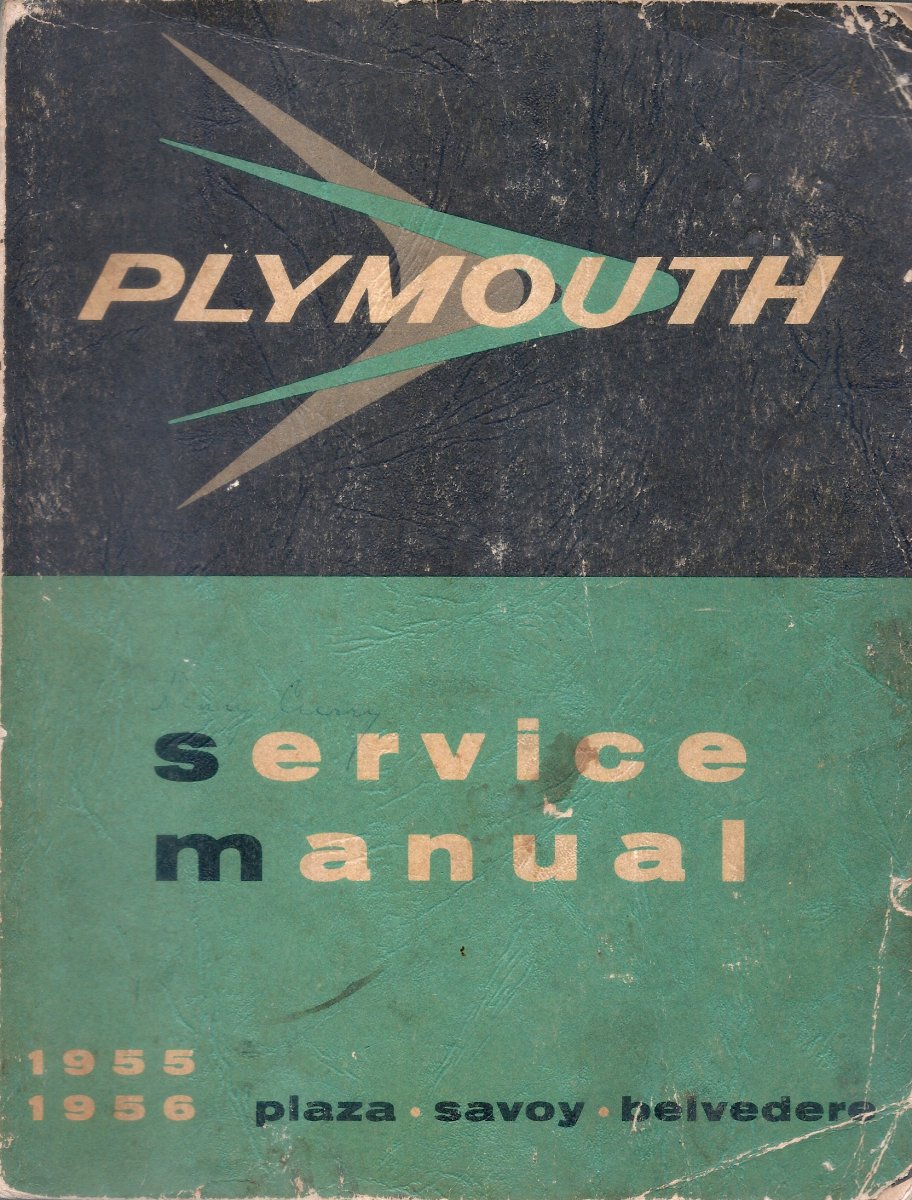 PLYMOUTH
service
manual
1955
1956 plaza · savoy · belvedere